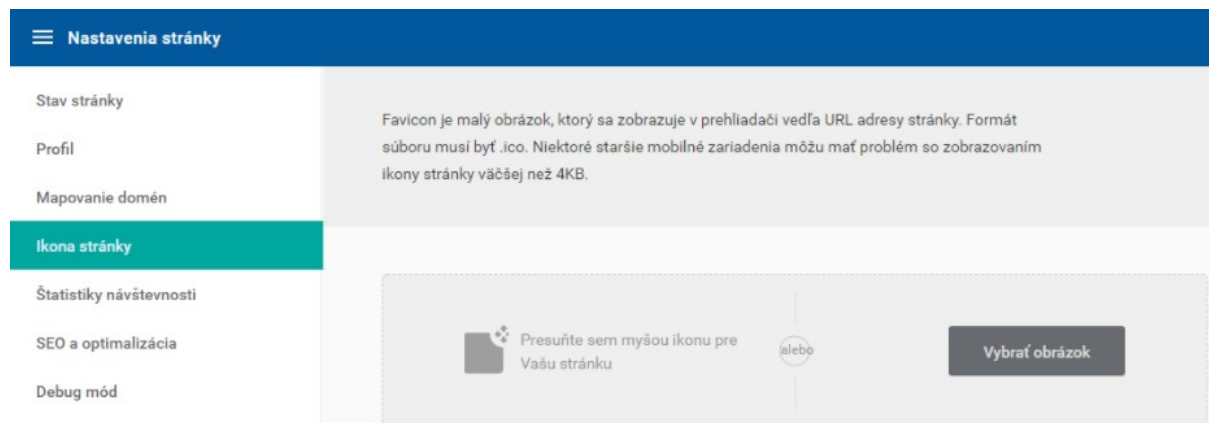 Nastavenia stránky
Stav stránky
Profil
Mapovanie domén
Ikona stránky
Štatistiky návštevnosti
SEO a optimalizácia
Debug mód
Favicon je malý obrázok, ktorý sa zobrazuje v prehliadači vedľa URL adresy stránky. Formát
súboru musí byť .ico. Niektoré staršie mobilné zariadenia môžu mať problém so zobrazovaním
ikony stránky väčšej než 4KB.
Presuňte sem myšou ikonu pre
Vašu stránku
alebo
Vybrať obrázok